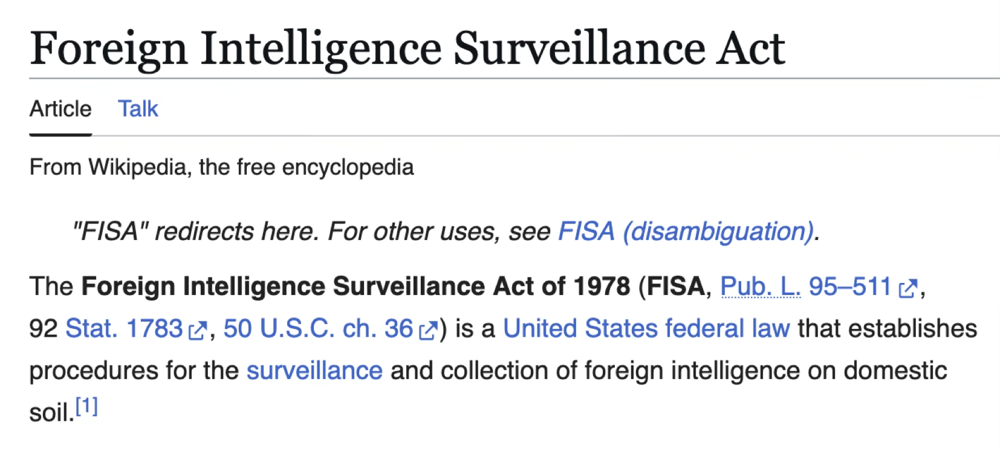 Foreign Intelligence Surveillance Act
Article Talk
From Wikipedia, the free encyclopedia
"FISA" redirects here. For other uses, see FISA (disambiguation).
The Foreign Intelligence Surveillance Act of 1978 (FISA, Pub. L. 95–511,
92 Stat. 1783, 50 U.S.C. ch. 36) is a United States federal law that establishes
procedures for the surveillance and collection of foreign intelligence on domestic
soil.[1]